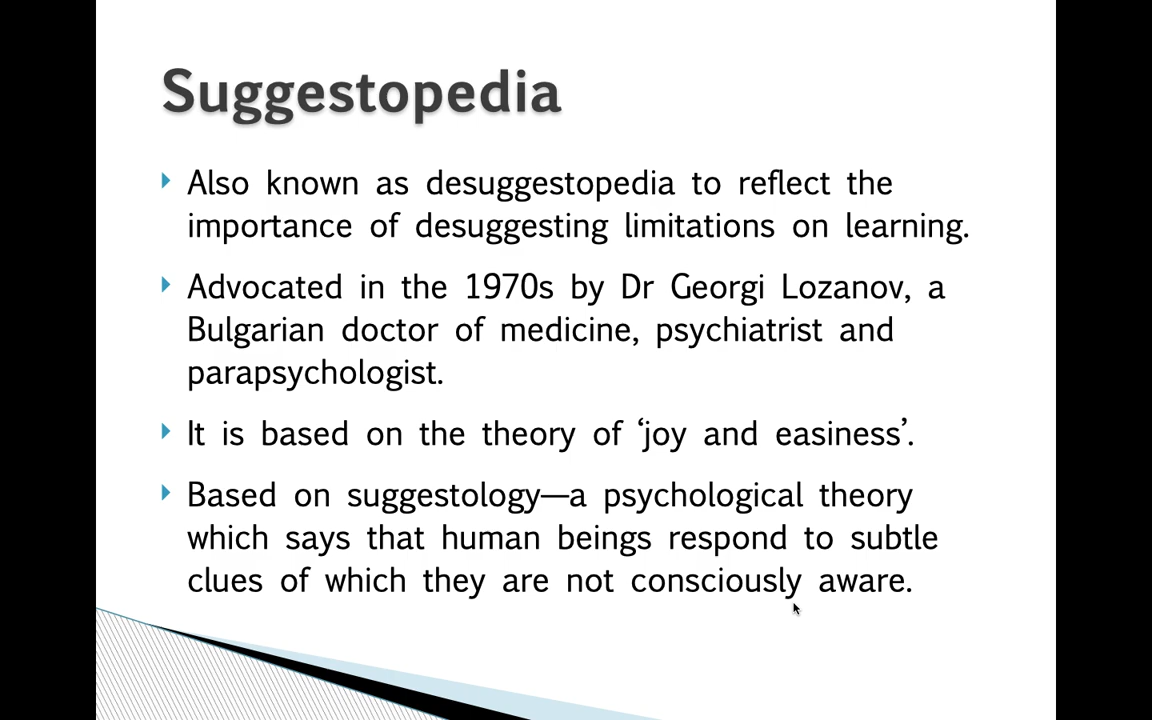 Suggestopedia
Also known as desuggestopedia to reflect the
importance of desuggesting limitations on learning.
Advocated in the 1970s by Dr Georgi Lozanov, a
Bulgarian doctor of medicine, psychiatrist and
parapsychologist.
It is based on the theory of ‘joy and easiness’.
Based on suggestology—a psychological theory
which says that human beings respond to subtle
clues of which they are not consciously aware.